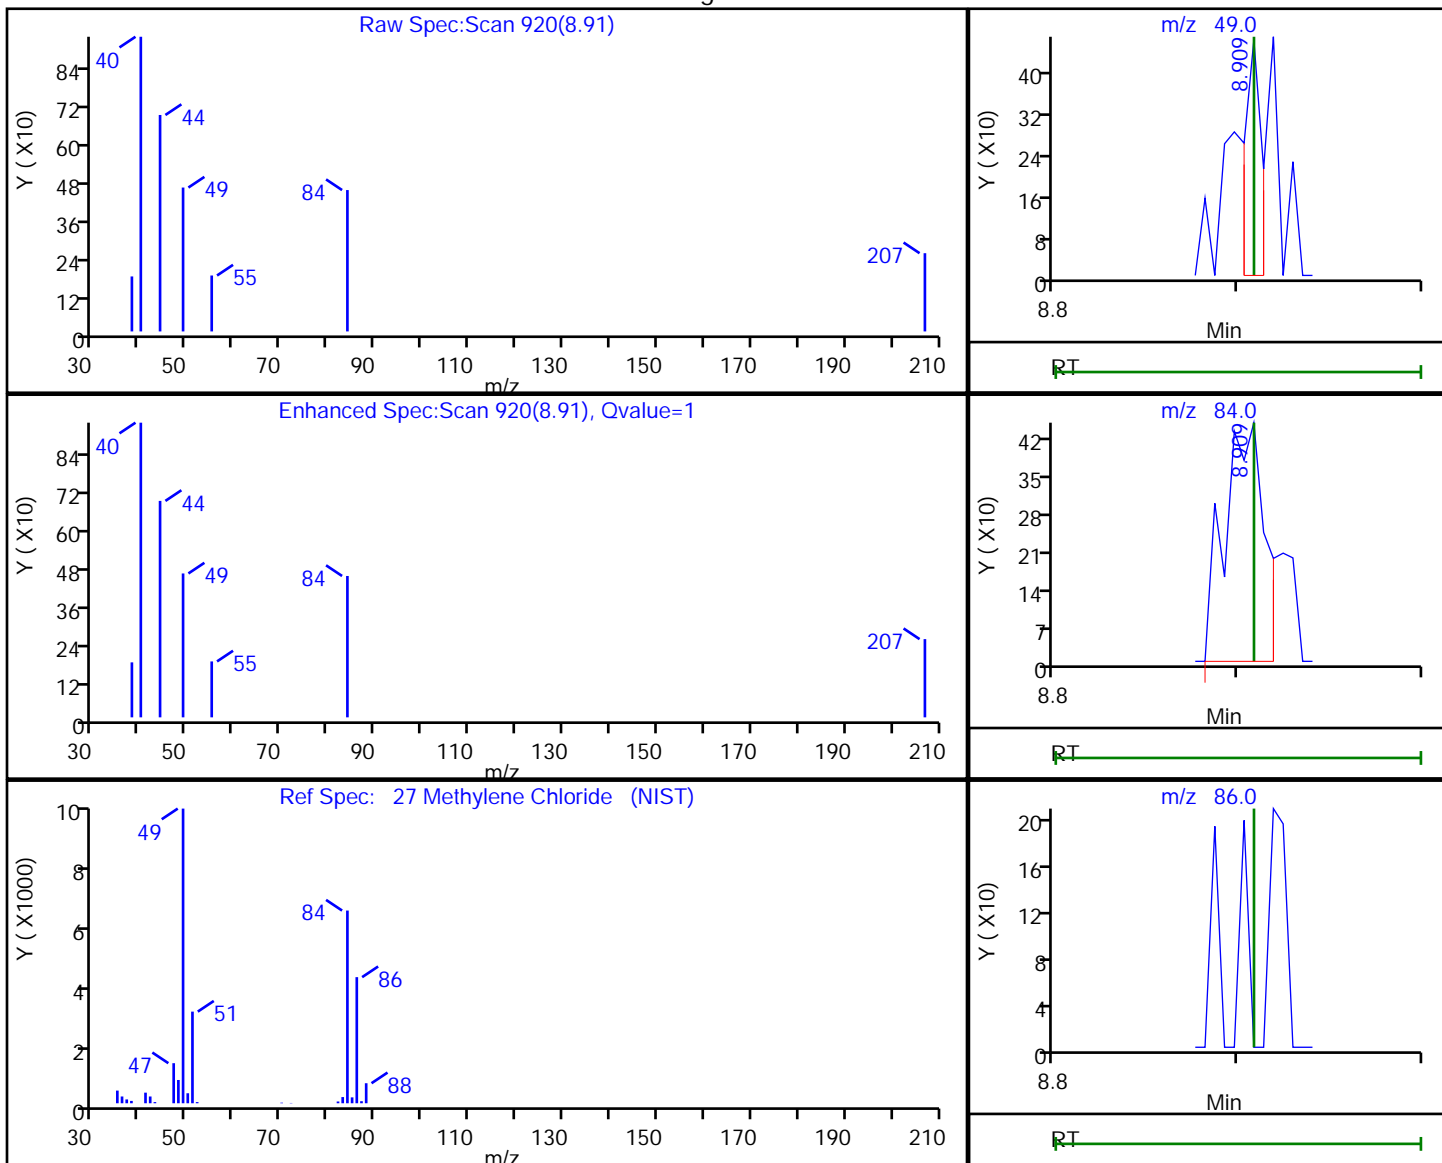 Raw Spec:Scan 920(8.91)
Y ( X10)
84
72
60
48
36
24
12
0
40
44
49
55
84
207
30 50 70 90 110 130 150 170 190 210
m/z
m/z 49.0
Y ( X10)
40
32
24
16
8
0
8.909
8.8
Min
RT
Enhanced Spec:Scan 920(8.91), Qvalue=1
Y ( X10)
84
72
60
48
36
24
12
0
40
44
49
55
84
207
30 50 70 90 110 130 150 170 190 210
m/z
m/z 84.0
Y ( X10)
42
35
28
21
14
7
0
8.909
8.8
Min
RT
Ref Spec: 27 Methylene Chloride (NIST)
Y ( X1000)
10
8
6
4
2
0
49
47
51
84
86
88
30 50 70 90 110 130 150 170 190 210
m/z
m/z 86.0
Y ( X10)
20
16
12
8
4
0
8.8
Min
RT